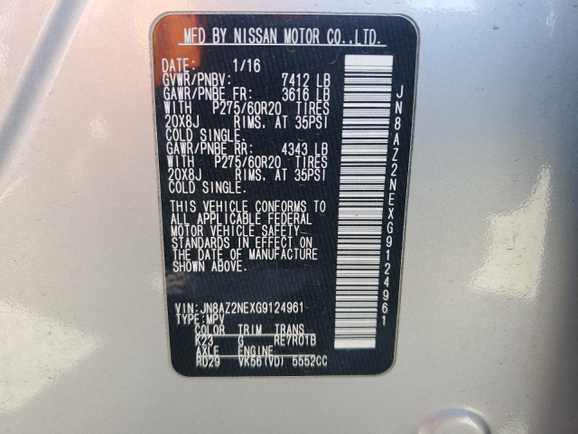 MFD BY NISSAN MOTOR CO.,LTD.
DATE: 1/16
GVWR/PNBV: 7412 LB
GAWR/PNBE FR: 3616 LB
WITH P275/60R20 TIRES
20X8J RIMS, AT 35PSI
COLD SINGLE.
GAWR/PNBE RR: 4343 LB
WITH P275/60R20 TIRES
20X8J RIMS, AT 35PSI
COLD SINGLE.
THIS VEHICLE CONFORMS TO
ALL APPLICABLE FEDERAL
MOTOR VEHICLE SAFETY
STANDARDS IN EFFECT ON
THE DATE OF MANUFACTURE
SHOWN ABOVE.
VIN: JN8AZ2NEXG9124961
TYPE: MPV
COLOR TRIM TRANS
K23 G RE7R01B
AXLE ENGINE
RD29 VK56(VD) 5552CC
JN8AZ2NEXG9124961